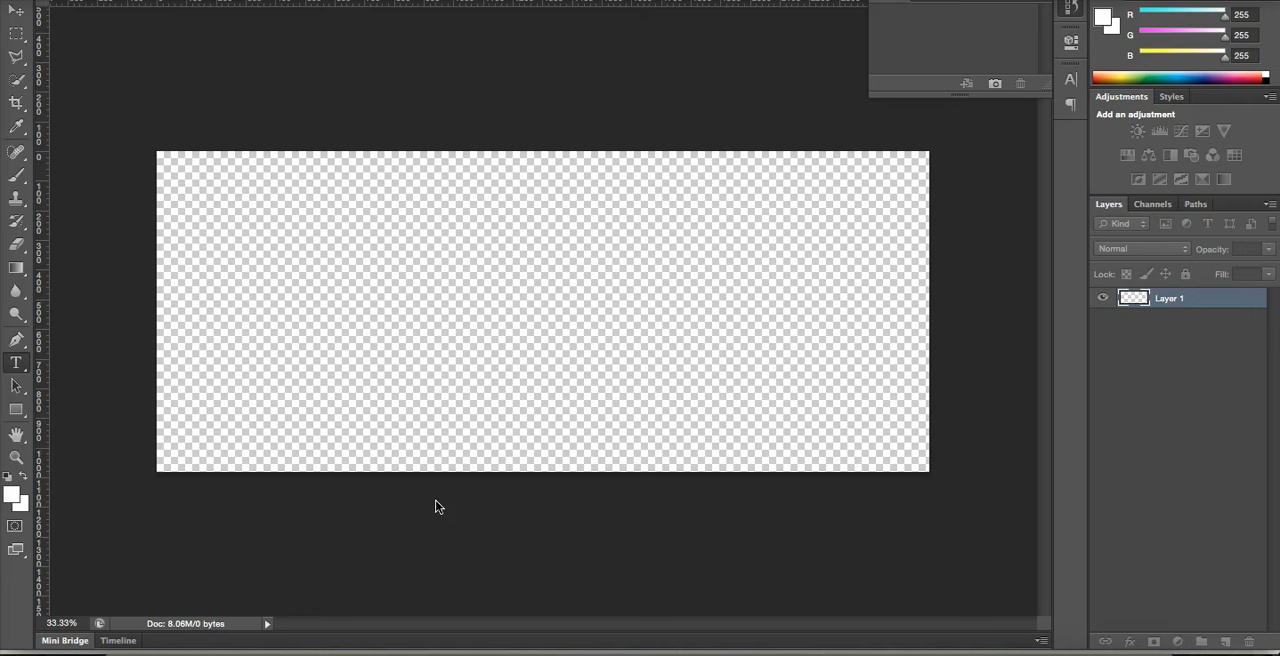 R 255
G 255
B 255
Adjustments Styles
Add an adjustment
Layers Channels Paths
Kind
Normal Opacity:
Lock: Fill:
Layer 1
33.33% Doc: 8.06M/0 bytes
Mini Bridge Timeline